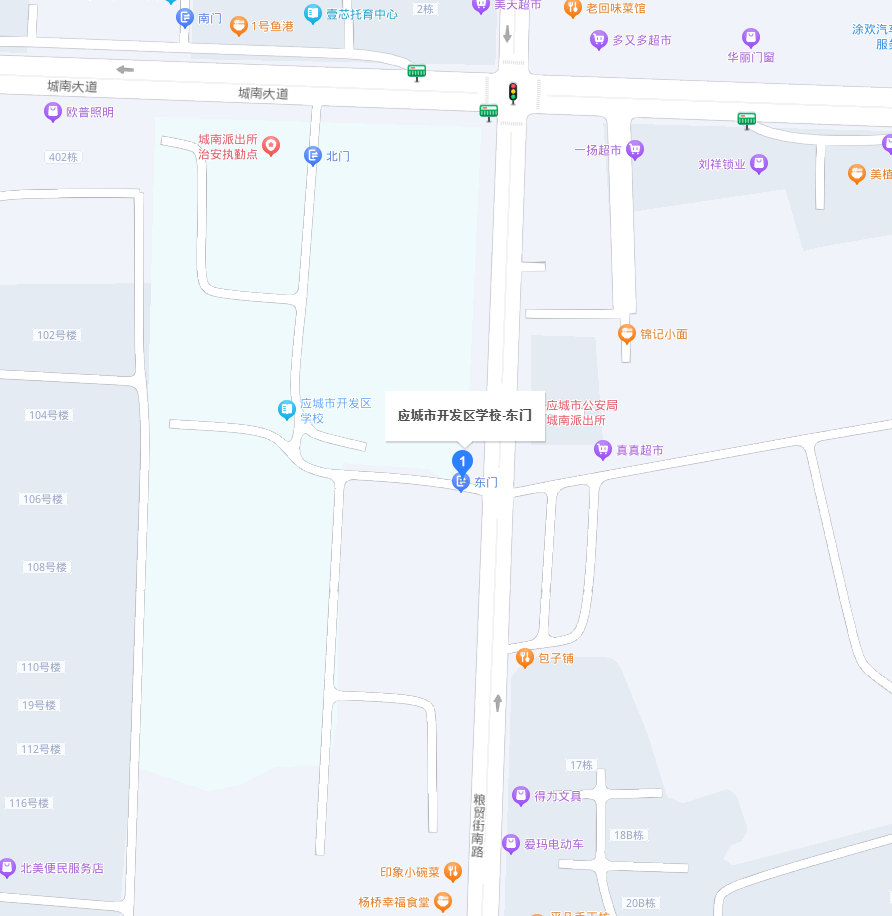 美天超市
老回味菜馆
2栋
壹芯托育中心
南门
1号鱼港
多又多超市
华丽门窗
涂欢汽车
服务
城南大道
城南大道
欧普照明
城南派出所
治安执勤点
北门
402栋
一扬超市
刘祥锁业
美植
102号楼
锦记小面
应城市开发区
学校
应城市开发区学校-东门
应城市公安局
城南派出所
104号楼
真真超市
1
东门
106号楼
108号楼
包子铺
110号楼
19号楼
112号楼
17栋
116号楼
得力文具
粮贸街南路
18B栋
爱玛电动车
北美便民服务店
印象小碗菜
杨桥幸福食堂
20B栋